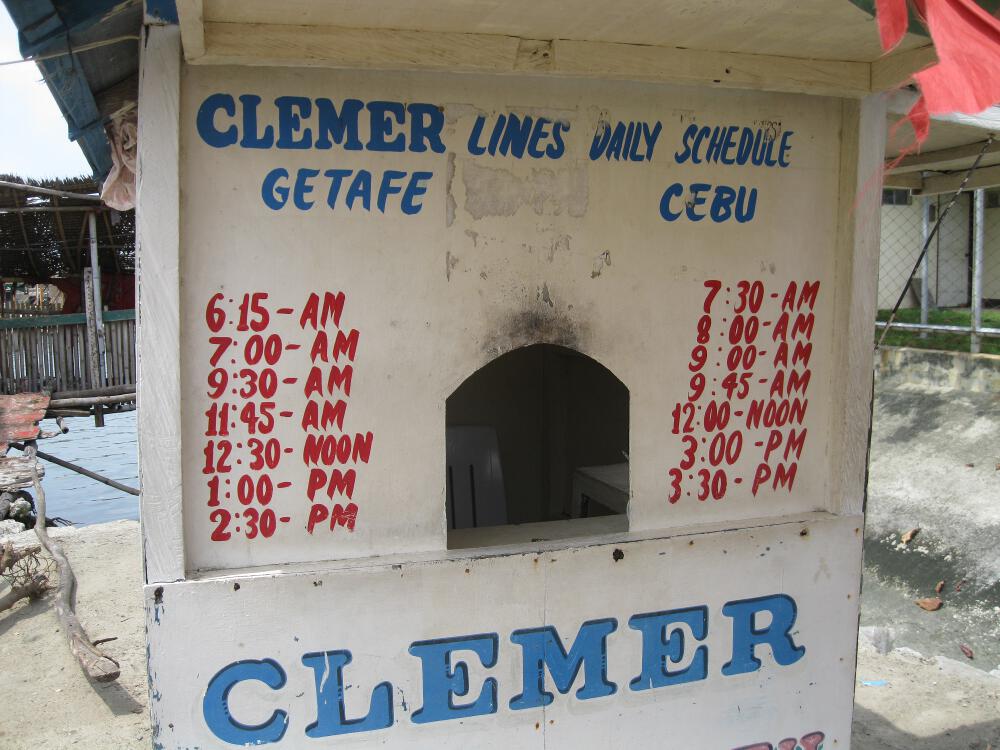 CLEMER LINES DAILY SCHEDULE
GETAFE CEBU
6:15-AM
7:00-AM
9:30-AM
11:45-AM
12:30-NOON
1:00-PM
2:30-PM
7:30-AM
8:00-AM
9:00-AM
9:45-AM
12:00-NOON
3:00-PM
3:30-PM
CLEMER